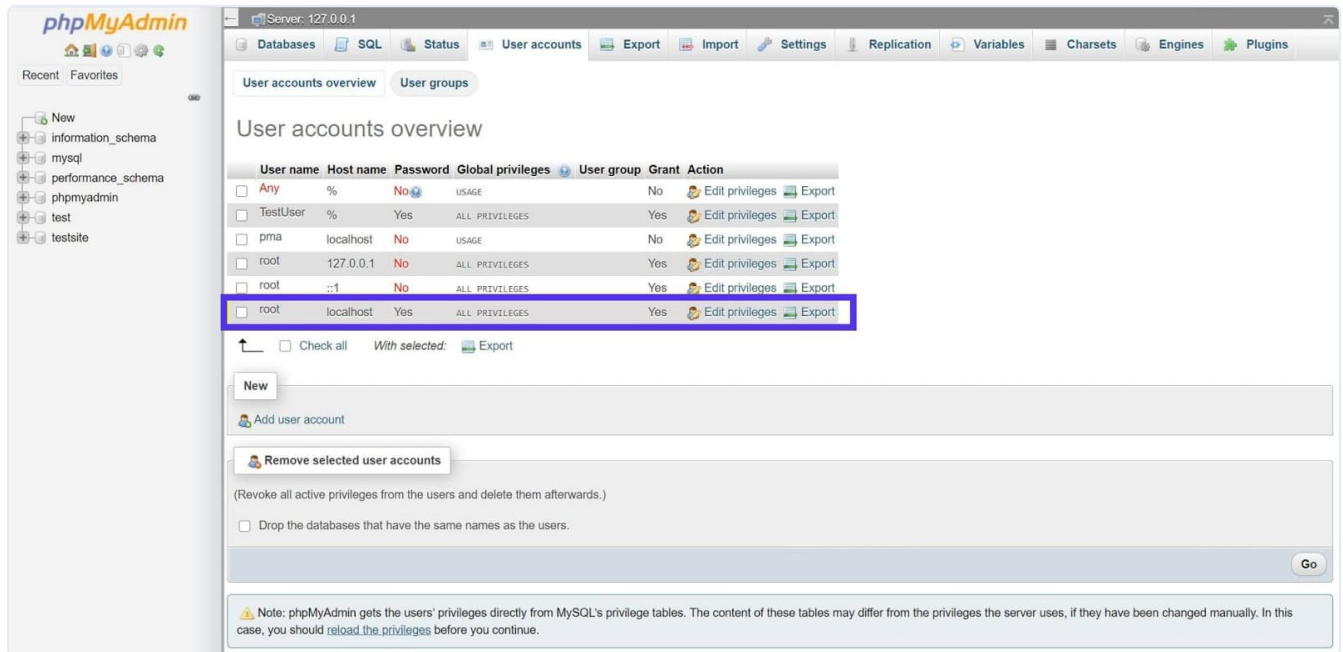 phpMyAdmin
Recent Favorites
New
information_schema
mysql
performance_schema
phpmyadmin
test
testsite
Server: 127.0.0.1
Databases SQL Status User accounts Export Import Settings Replication Variables Charsets Engines Plugins
User accounts overview User groups
User accounts overview
User name Host name Password Global privileges User group Grant Action
Any % No USAGE No Edit privileges Export
TestUser % Yes ALL PRIVILEGES Yes Edit privileges Export
pma localhost No USAGE No Edit privileges Export
root 127.0.0.1 No ALL PRIVILEGES Yes Edit privileges Export
root ::1 No ALL PRIVILEGES Yes Edit privileges Export
root localhost Yes ALL PRIVILEGES Yes Edit privileges Export
Check all With selected: Export
New
Add user account
Remove selected user accounts
(Revoke all active privileges from the users and delete them afterwards.)
Drop the databases that have the same names as the users.
Go
Note: phpMyAdmin gets the users' privileges directly from MySQL's privilege tables. The content of these tables may differ from the privileges the server uses, if they have been changed manually. In this
case, you should reload the privileges before you continue.